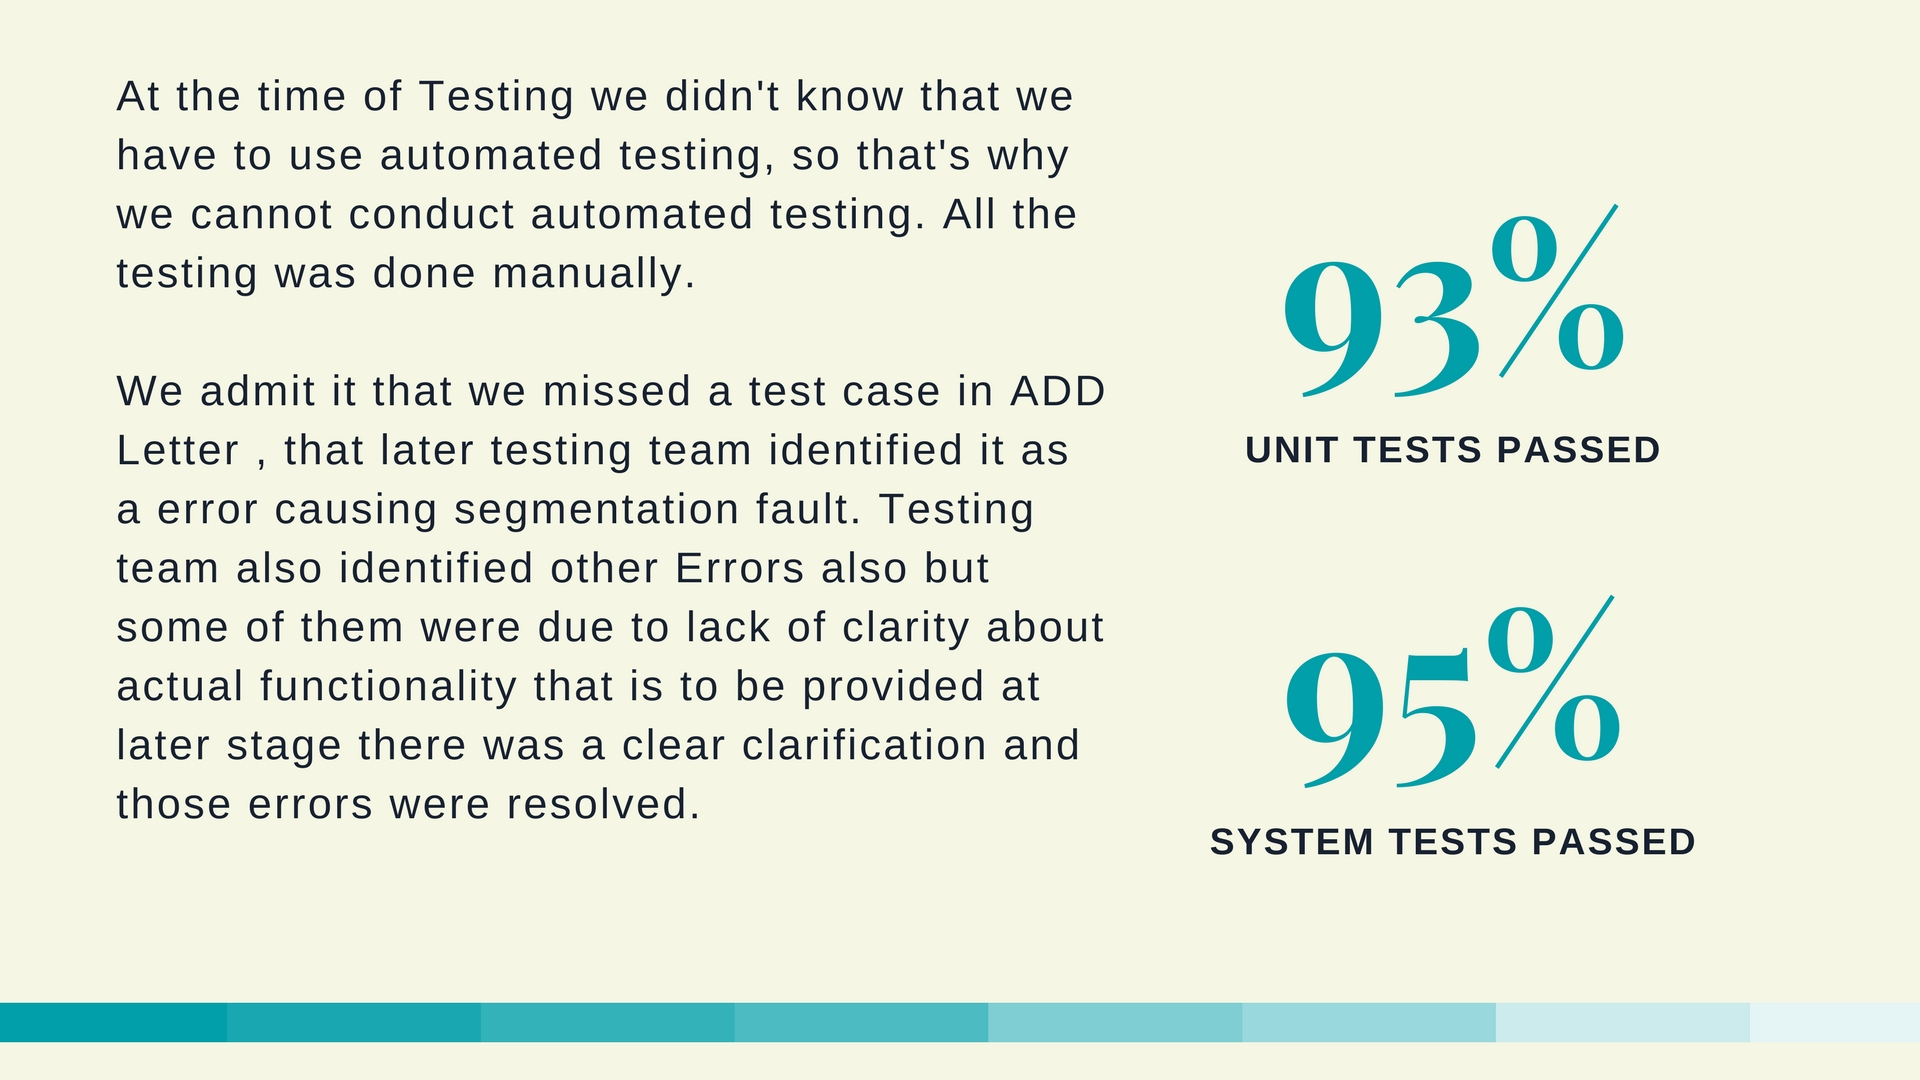 At the time of Testing we didn't know that we
have to use automated testing, so that's why
we cannot conduct automated testing. All the
testing was done manually.
We admit it that we missed a test case in ADD
Letter , that later testing team identified it as
a error causing segmentation fault. Testing
team also identified other Errors also but
some of them were due to lack of clarity about
actual functionality that is to be provided at
later stage there was a clear clarification and
those errors were resolved.
93%
UNIT TESTS PASSED
95%
SYSTEM TESTS PASSED